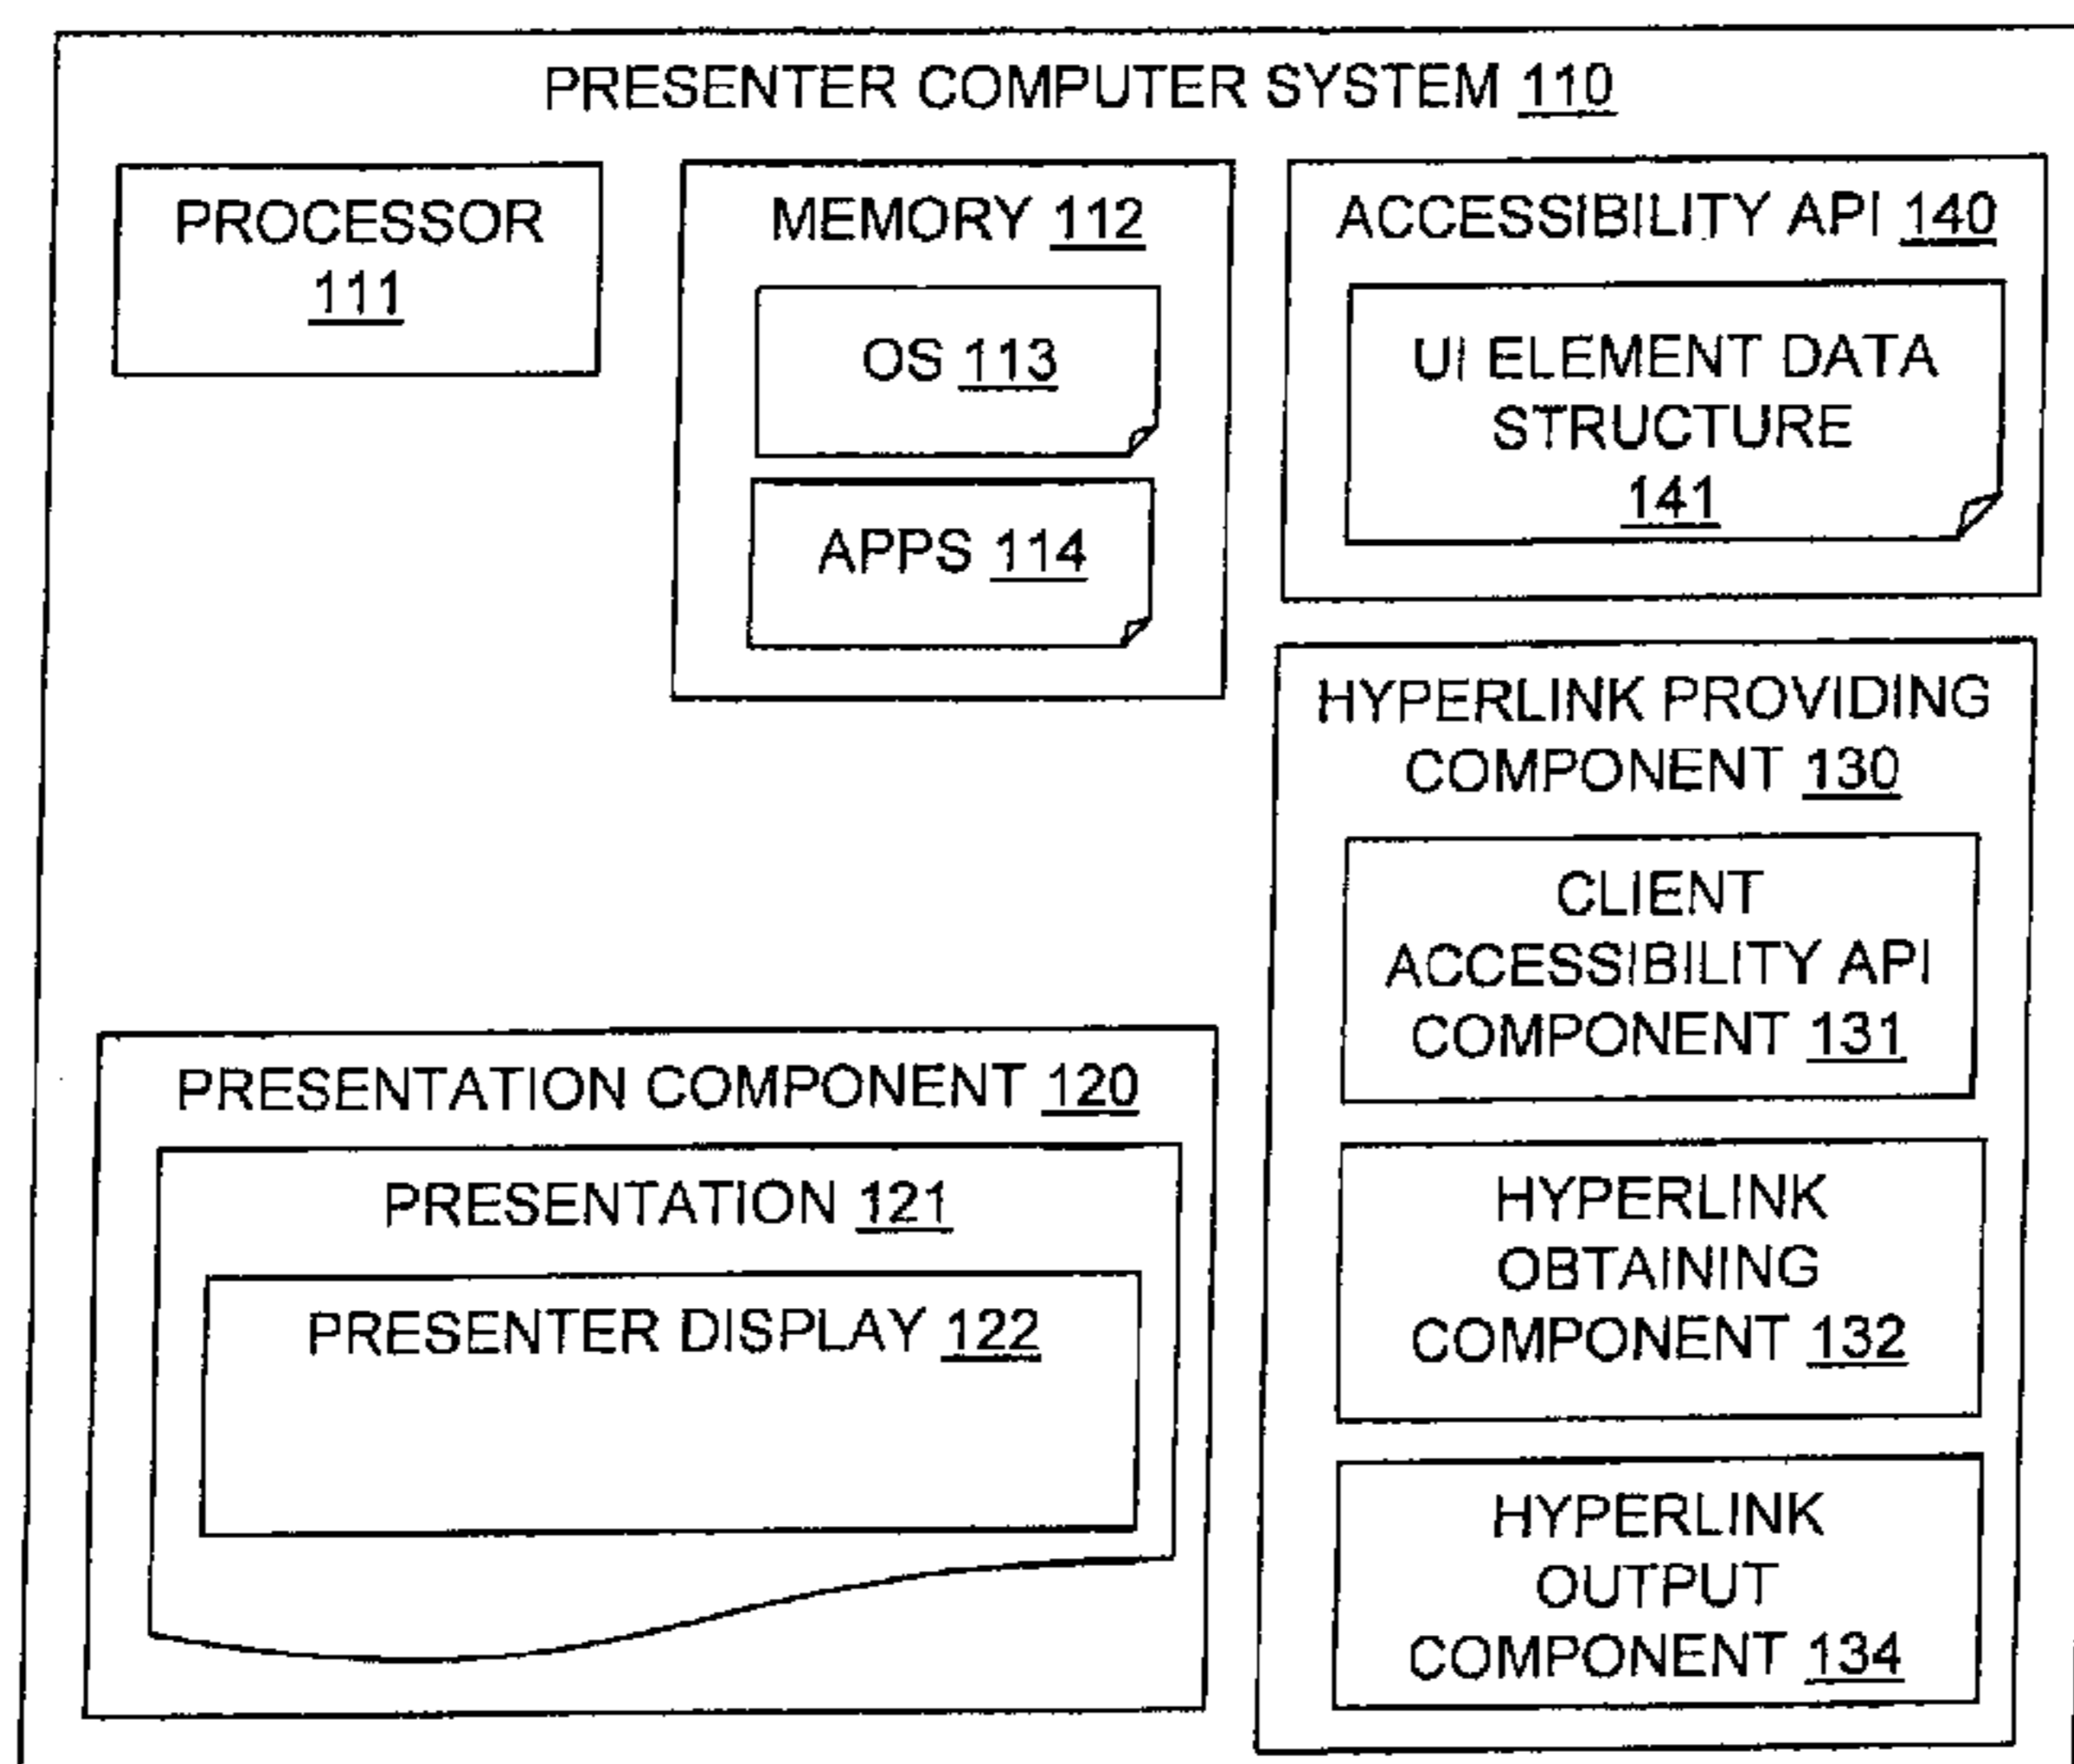 PRESENTER COMPUTER SYSTEM 110
PROCESSOR
111
MEMORY 112
OS 113
APPS 114
ACCESSIBILITY API 140
UI ELEMENT DATA
STRUCTURE
141
HYPERLINK PROVIDING
COMPONENT 130
CLIENT
ACCESSIBILITY API
COMPONENT 131
HYPERLINK
OBTAINING
COMPONENT 132
HYPERLINK
OUTPUT
COMPONENT 134
PRESENTATION COMPONENT 120
PRESENTATION 121
PRESENTER DISPLAY 122